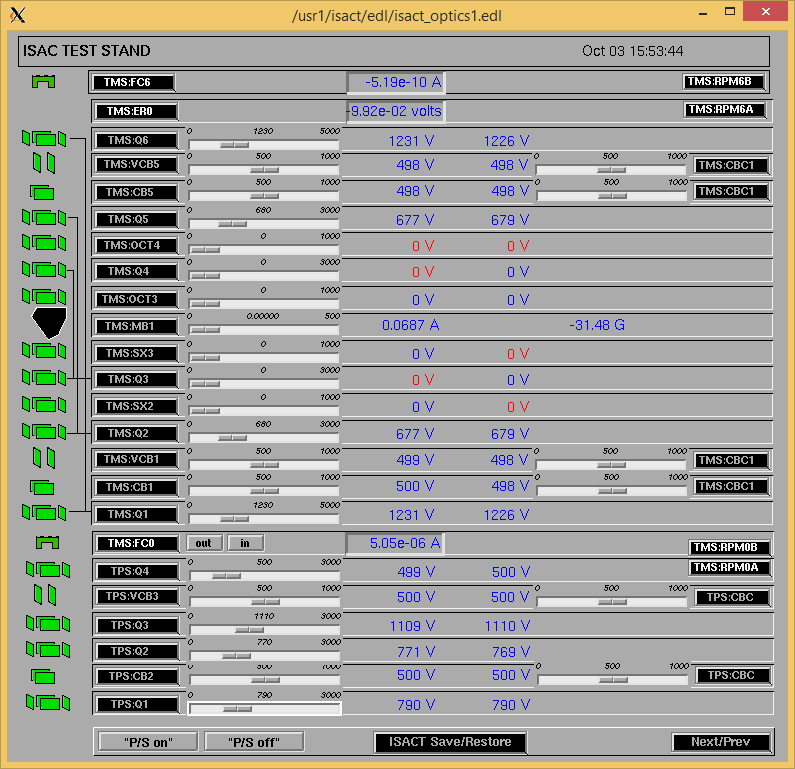 /usr1/isact/edl/isact_optics1.edl
ISAC TEST STAND Oct 03 15:53:44
TMS:FC6 -5.19e-10 A TMS:RPM6B
TMS:ER0 -9.92e-02 volts TMS:RPM6A
TMS:Q6 0 1230 5000 1231 V 1226 V
TMS:VCB5 0 500 1000 498 V 498 V 0 500 1000 TMS:CBC1
TMS:CB5 0 500 1000 498 V 498 V 0 500 1000 TMS:CBC1
TMS:Q5 0 680 3000 677 V 679 V
TMS:OCT4 0 0 1000 0 V 0 V
TMS:Q4 0 0 3000 0 V 0 V
TMS:OCT3 0 0 1000 0 V 0 V
TMS:MB1 0 0.00000 500 0.0687 A -31.48 G
TMS:SX3 0 0 1000 0 V 0 V
TMS:Q3 0 0 3000 0 V 0 V
TMS:SX2 0 0 1000 0 V 0 V
TMS:Q2 0 680 3000 677 V 679 V
TMS:VCB1 0 500 1000 499 V 498 V 0 500 1000 TMS:CBC1
TMS:CB1 0 500 1000 500 V 498 V 0 500 1000 TMS:CBC1
TMS:Q1 0 1230 5000 1231 V 1226 V
TMS:FC0 out in 5.05e-06 A TMS:RPM0B
TPS:Q4 0 500 3000 499 V 500 V TMS:RPM0A
TPS:VCB3 0 500 1000 500 V 500 V 0 500 1000 TPS:CBC
TPS:Q3 0 1110 3000 1109 V 1110 V
TPS:Q2 0 770 3000 771 V 769 V
TPS:CB2 0 500 1000 500 V 500 V 0 500 1000 TPS:CBC
TPS:Q1 0 790 3000 790 V 790 V
"P/S on" "P/S off" ISACT Save/Restore Next/Prev